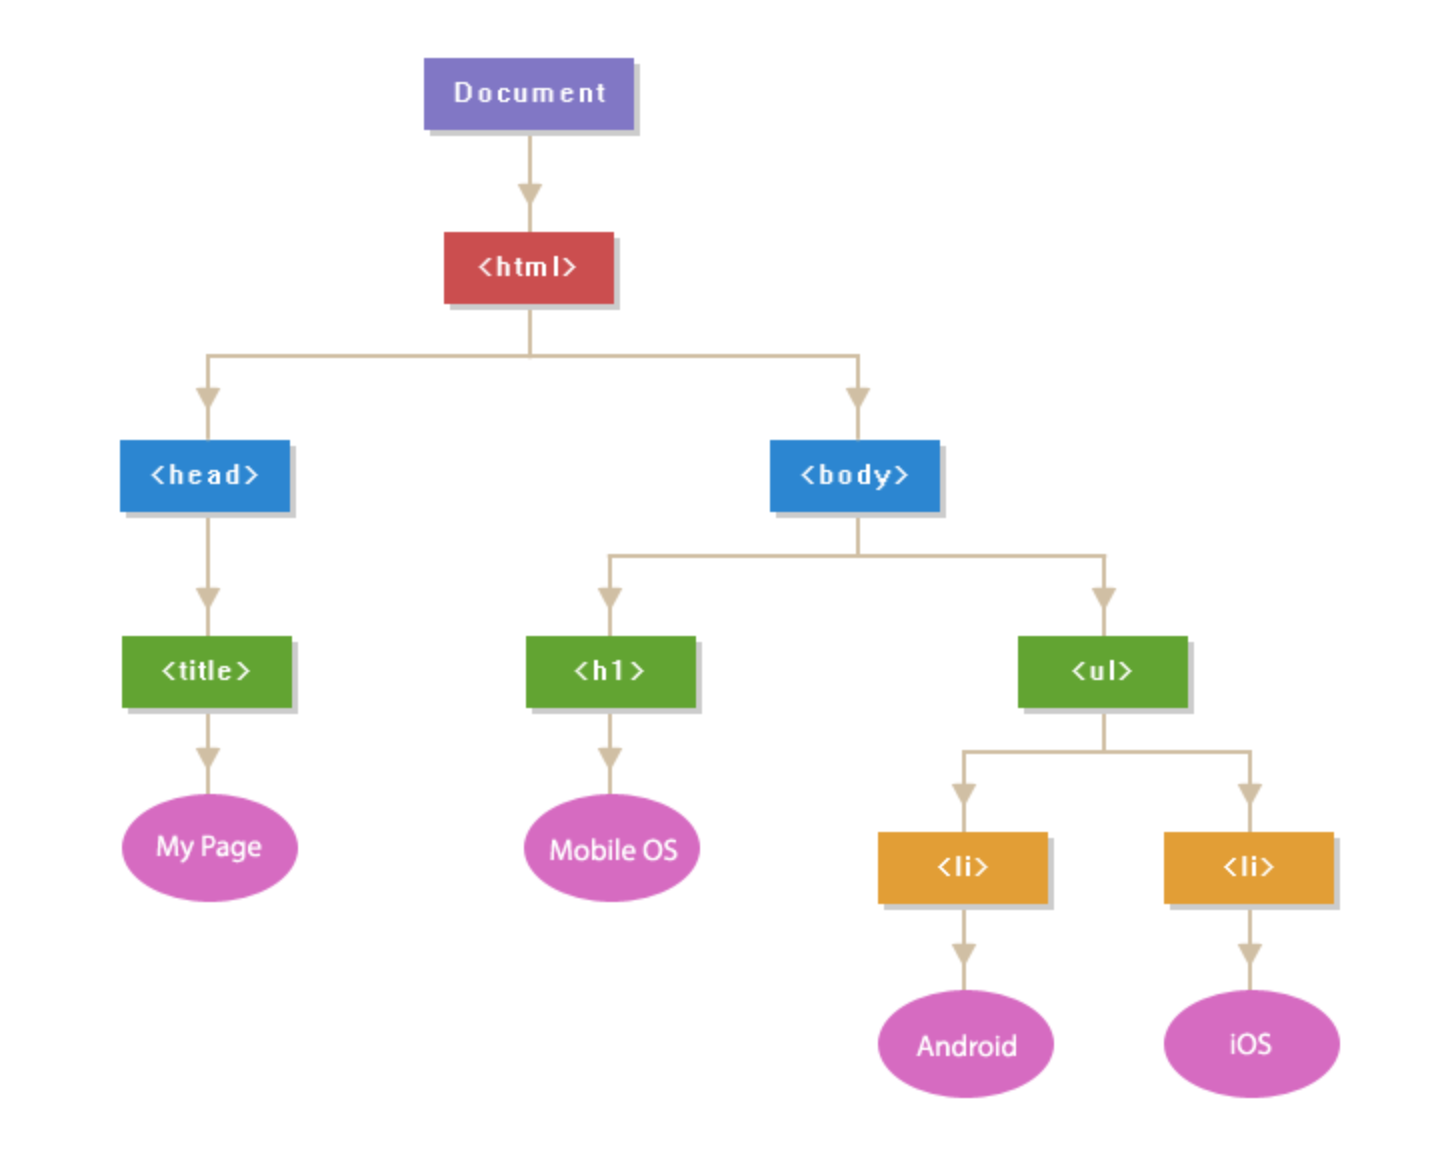 Document
<html>
<head>
<body>
<title>
<h1>
<ul>
My Page
Mobile OS
<li>
<li>
Android
iOS